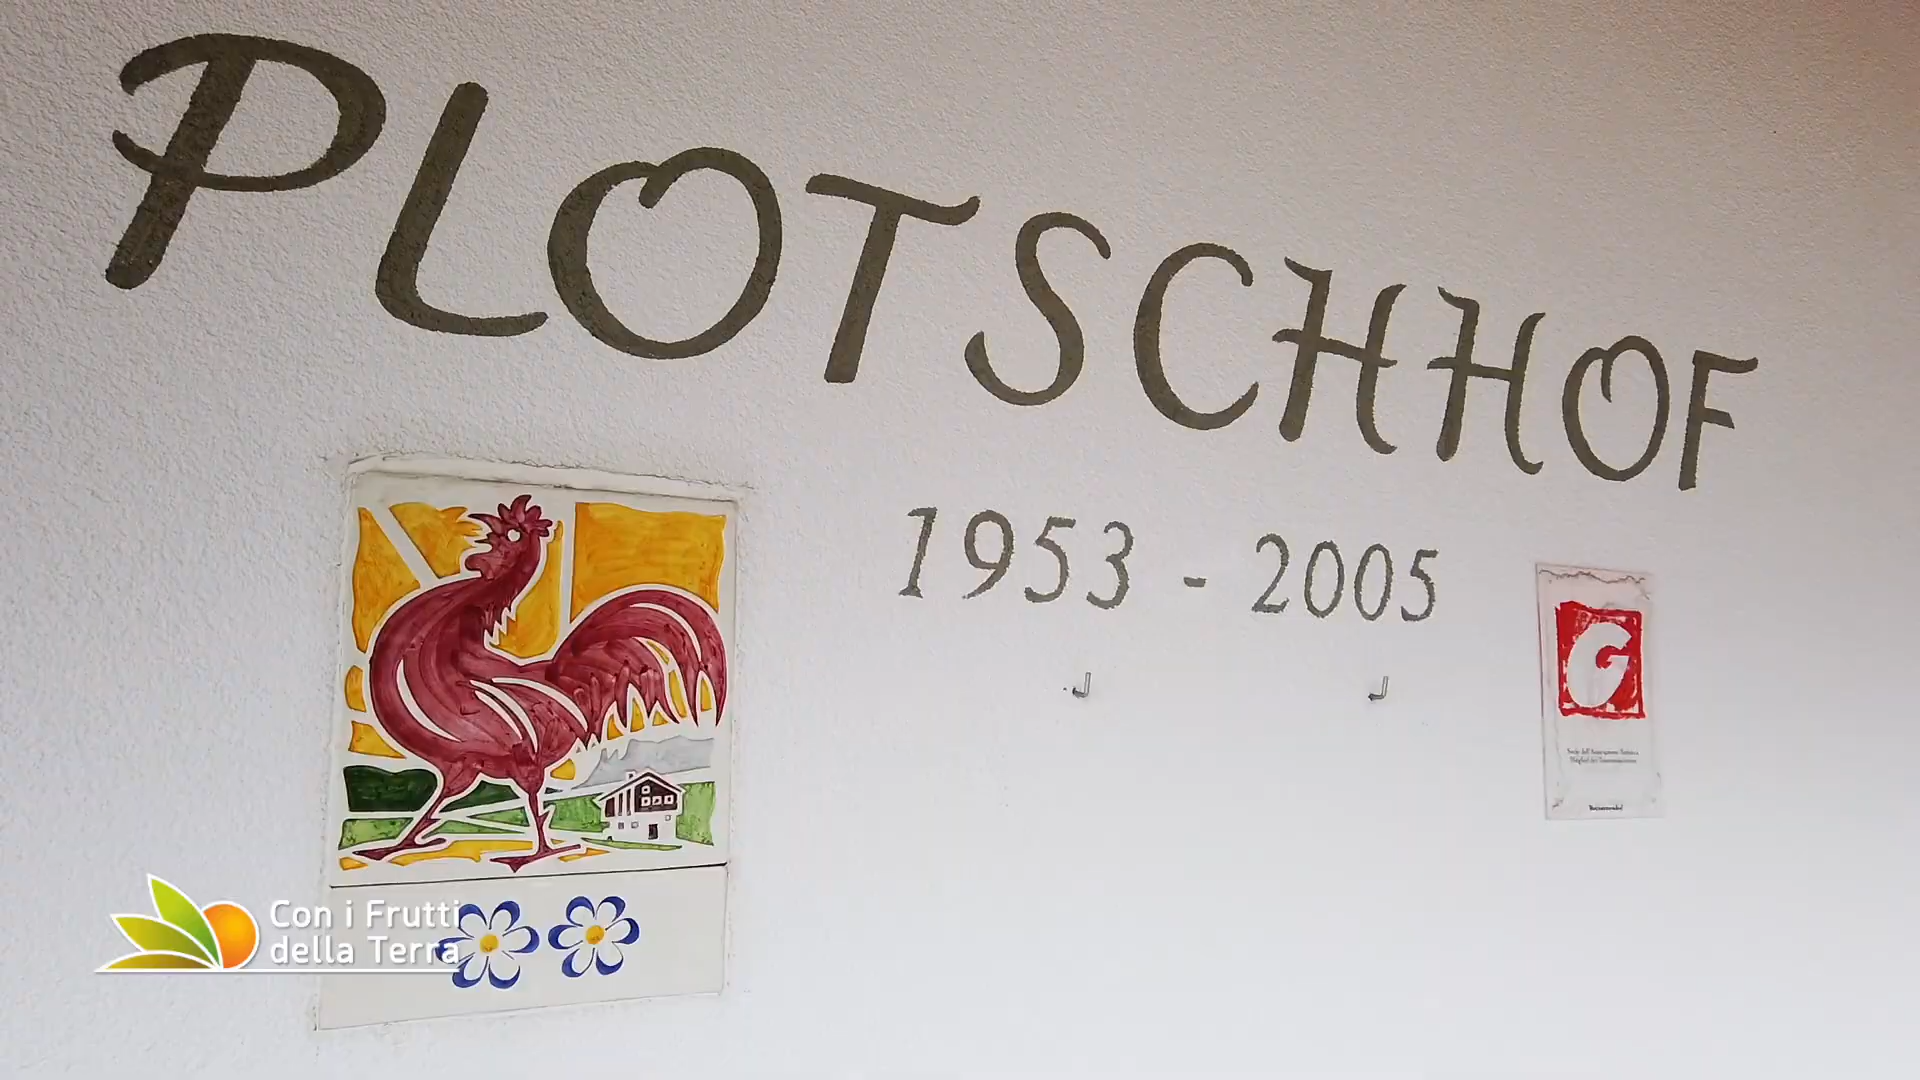 PLOTSCHHOF
1953 - 2005
G
Con i Frutti
della Terra